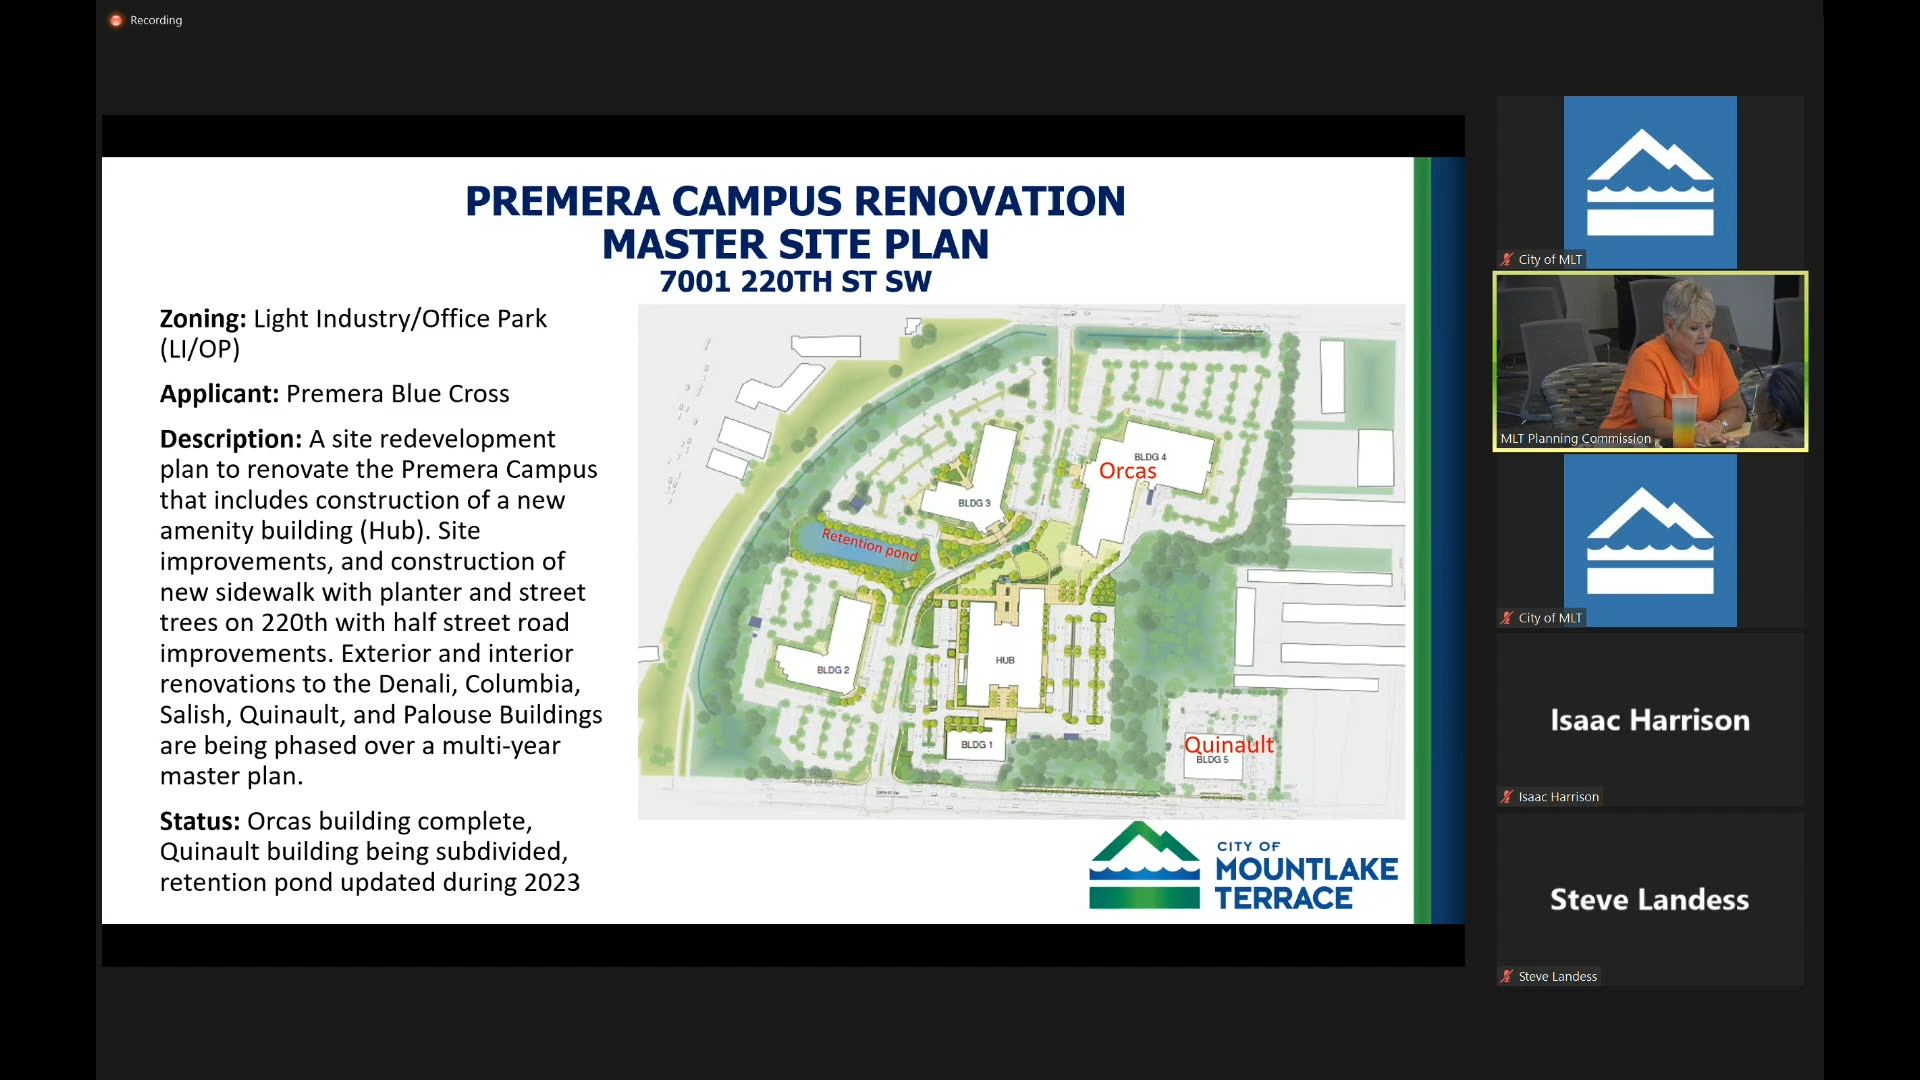 Recording
PREMERA CAMPUS RENOVATION
MASTER SITE PLAN
7001 220TH ST SW
Zoning: Light Industry/Office Park
(LI/OP)
Applicant: Premera Blue Cross
Description: A site redevelopment
plan to renovate the Premera Campus
that includes construction of a new
amenity building (Hub). Site
improvements, and construction of
new sidewalk with planter and street
trees on 220th with half street road
improvements. Exterior and interior
renovations to the Denali, Columbia,
Salish, Quinault, and Palouse Buildings
are being phased over a multi-year
master plan.
Status: Orcas building complete,
Quinault building being subdivided,
retention pond updated during 2023
BLDG 4
Orcas
BLDG 3
Retention pond
HUB
BLDG 2
BLDG 1
Quinault
BLDG 5
CITY OF
MOUNTLAKE
TERRACE
City of MLT
MLT Planning Commission
City of MLT
Isaac Harrison
Isaac Harrison
Steve Landess
Steve Landess